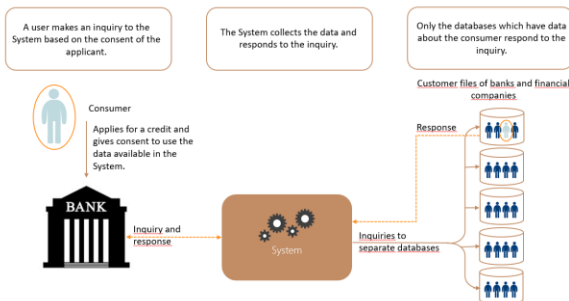 A user makes an inquiry to the
System based on the consent of the
applicant.
The System collects the data and
responds to the inquiry.
Only the databases which have data
about the consumer respond to the
inquiry.
Customer files of banks and financial
companies
Consumer
Applies for a credit and
gives consent to use the
data available in the
System.
Response
BANK
Inquiry and
response
System
Inquiries to
separate databases